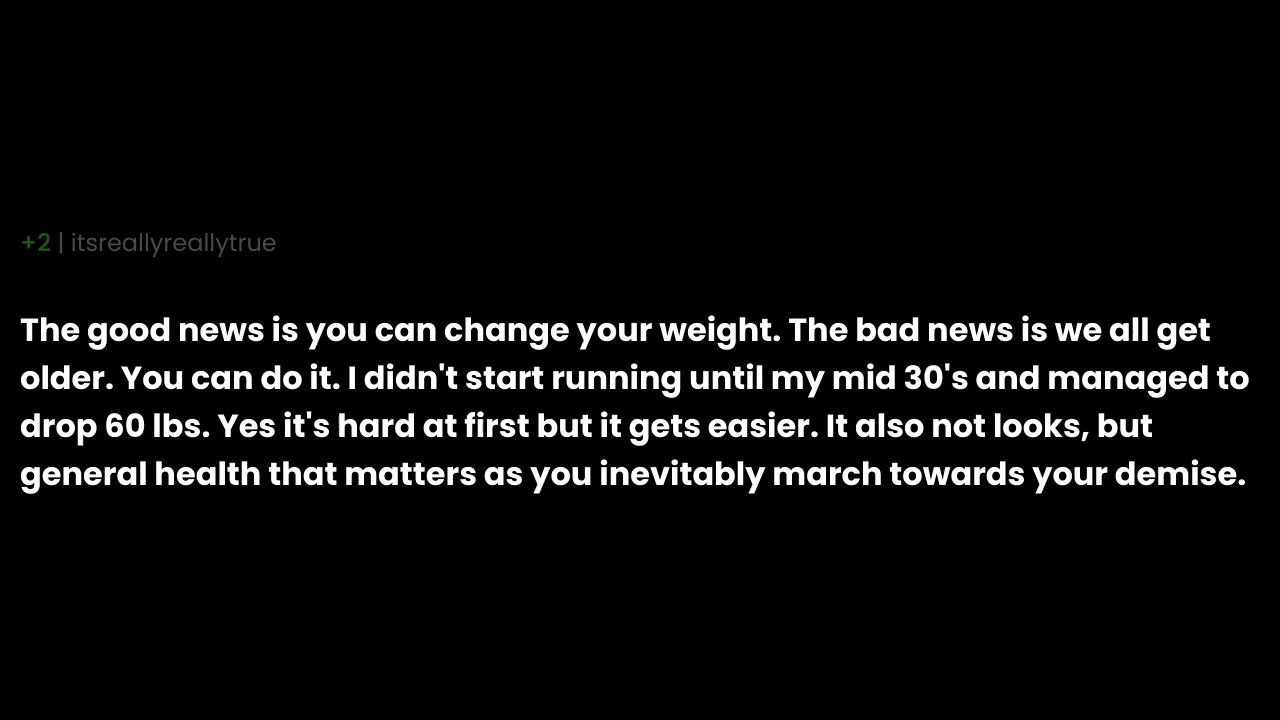 +2 | itsreallyreallytrue
The good news is you can change your weight. The bad news is we all get
older. You can do it. I didn't start running until my mid 30's and managed to
drop 60 lbs. Yes it's hard at first but it gets easier. It also not looks, but
general health that matters as you inevitably march towards your demise.